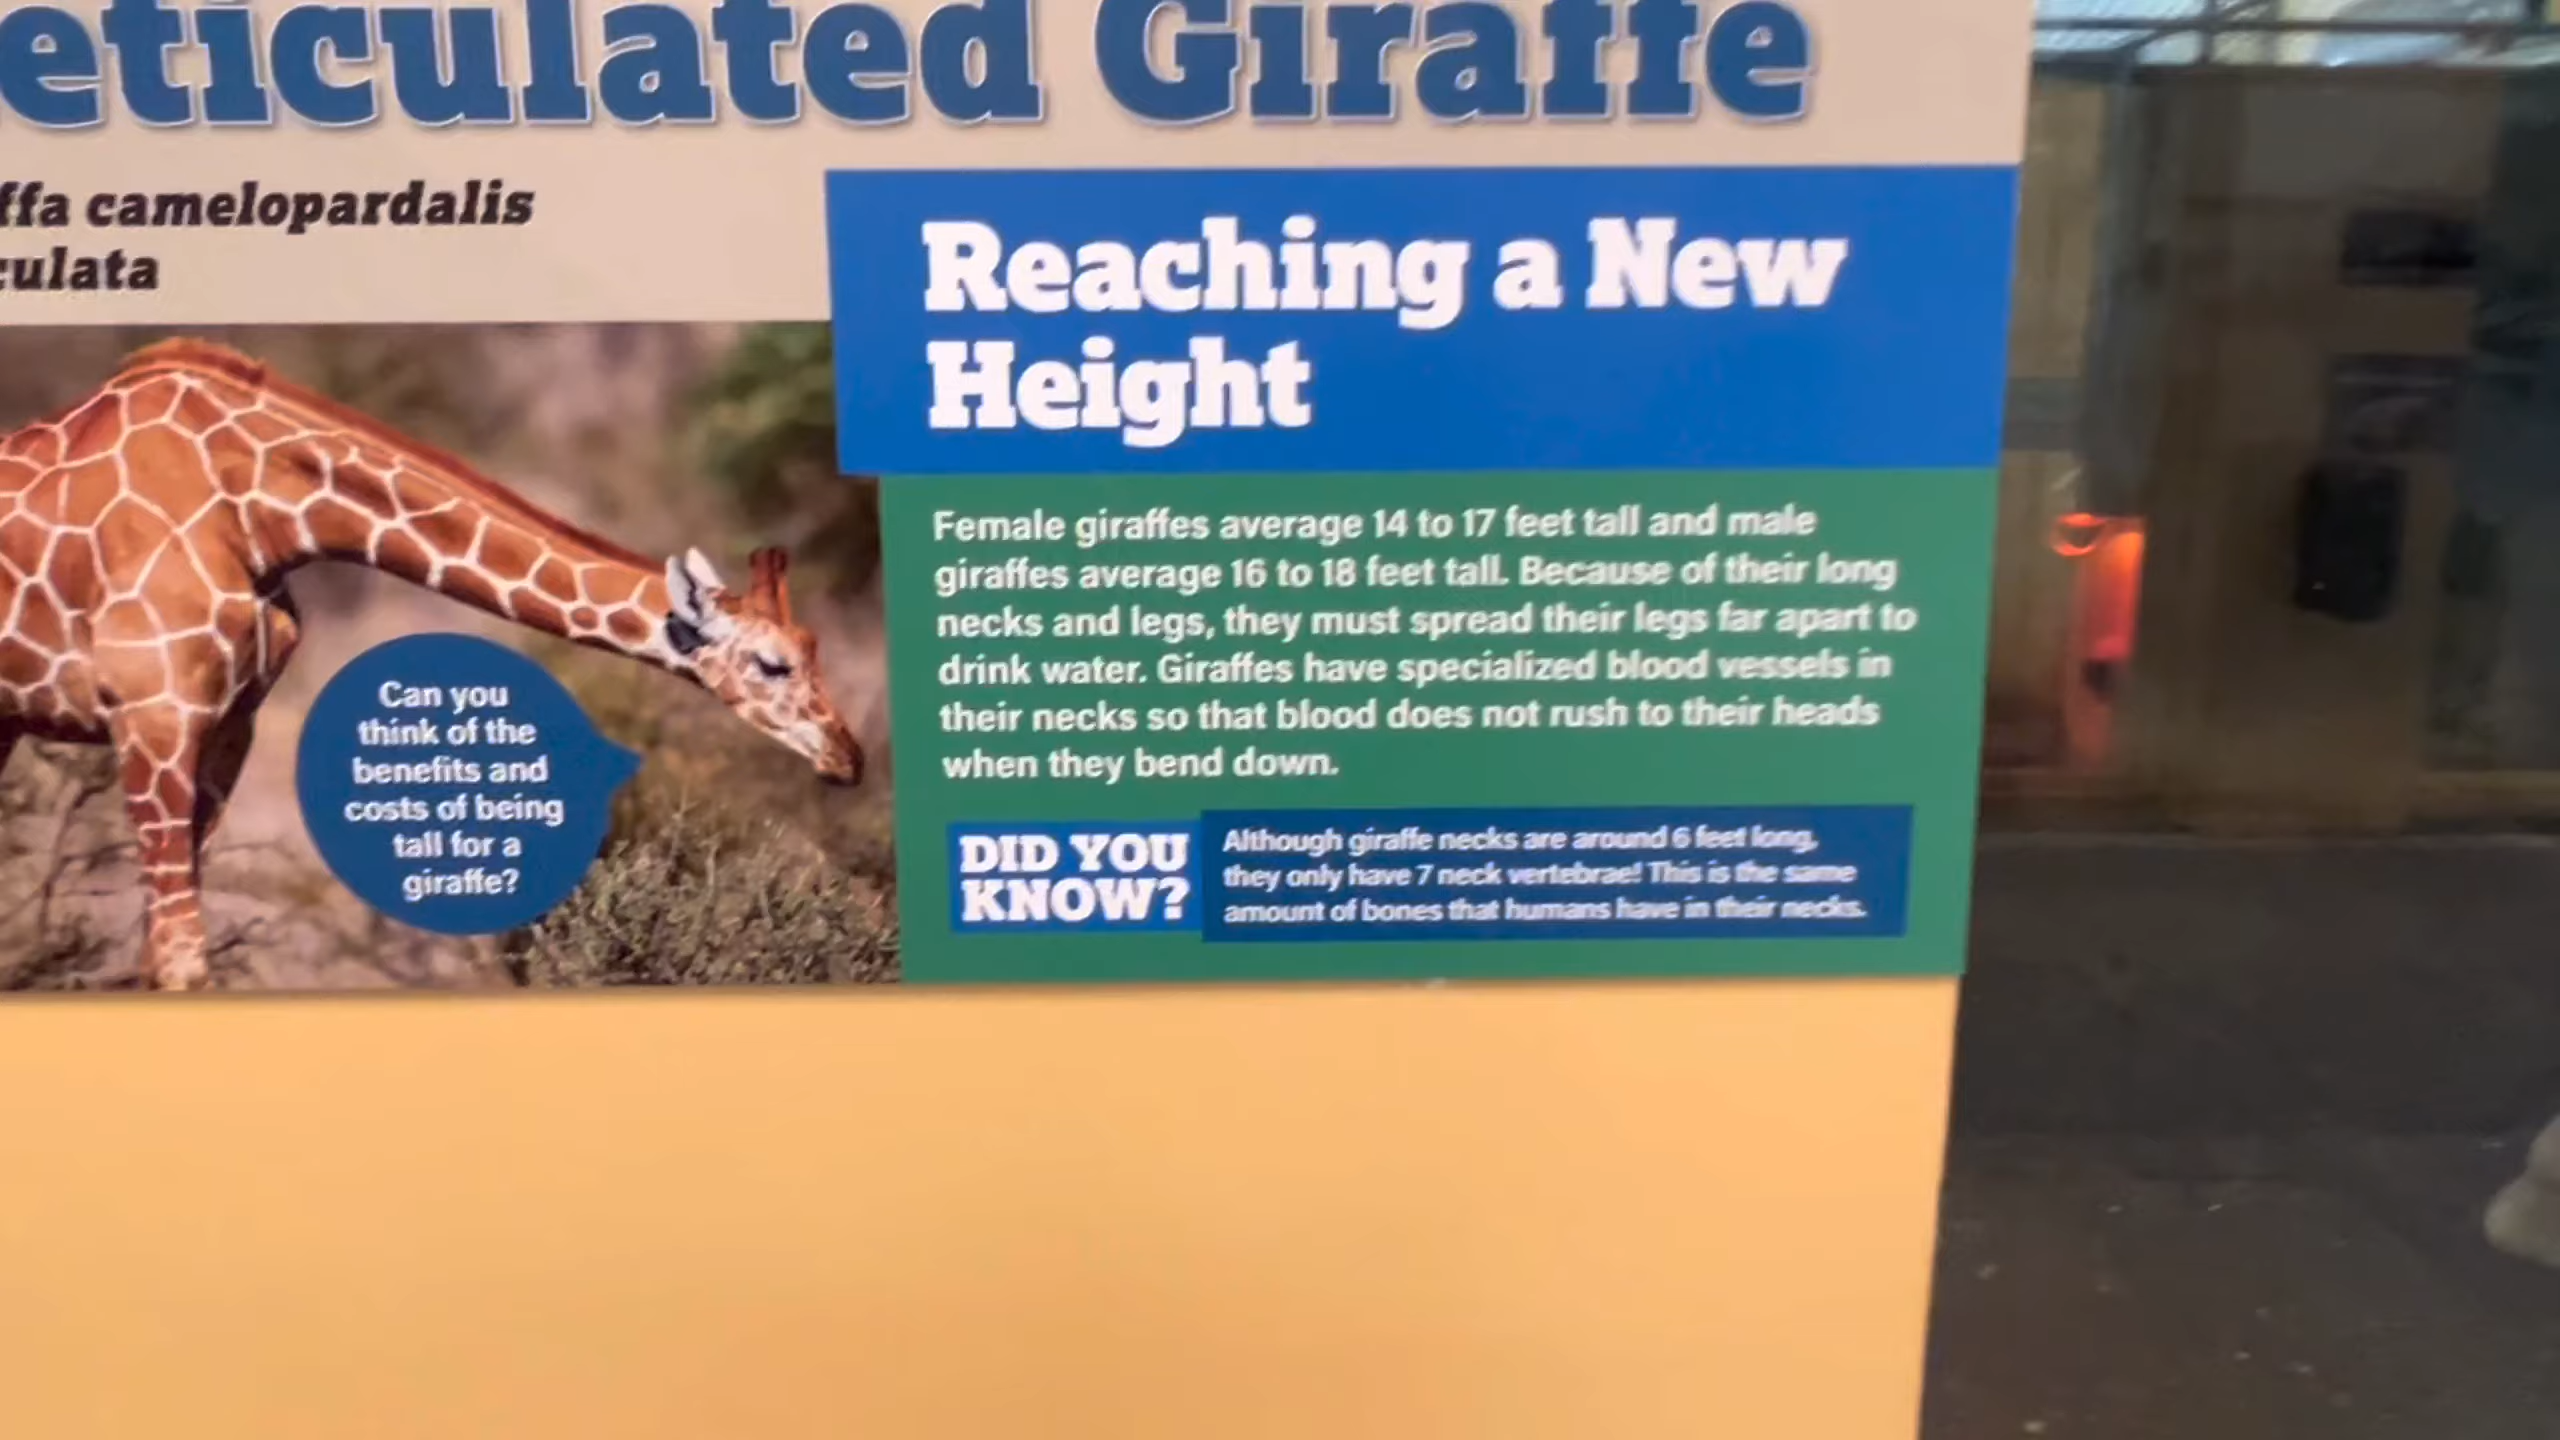 eticulated Giraffe
ffa camelopardalis
culata
Reaching a New
Height
Female giraffes average 14 to 17 feet tall and male
giraffes average 16 to 18 feet tall. Because of their long
necks and legs, they must spread their legs far apart to
drink water. Giraffes have specialized blood vessels in
their necks so that blood does not rush to their heads
when they bend down.
Can you
think of the
benefits and
costs of being
tall for a
giraffe?
DID YOU
KNOW?
Although giraffe necks are around 6 feet long,
they only have 7 neck vertebrae! This is the same
amount of bones that humans have in their necks.